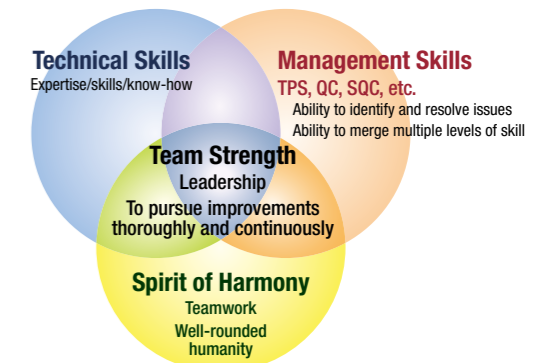 Technical Skills
Expertise/skills/know-how
Management Skills
TPS, QC, SQC, etc.
Ability to identify and resolve issues
Ability to merge multiple levels of skill
Team Strength
Leadership
To pursue improvements
thoroughly and continuously
Spirit of Harmony
Teamwork
Well-rounded
humanity